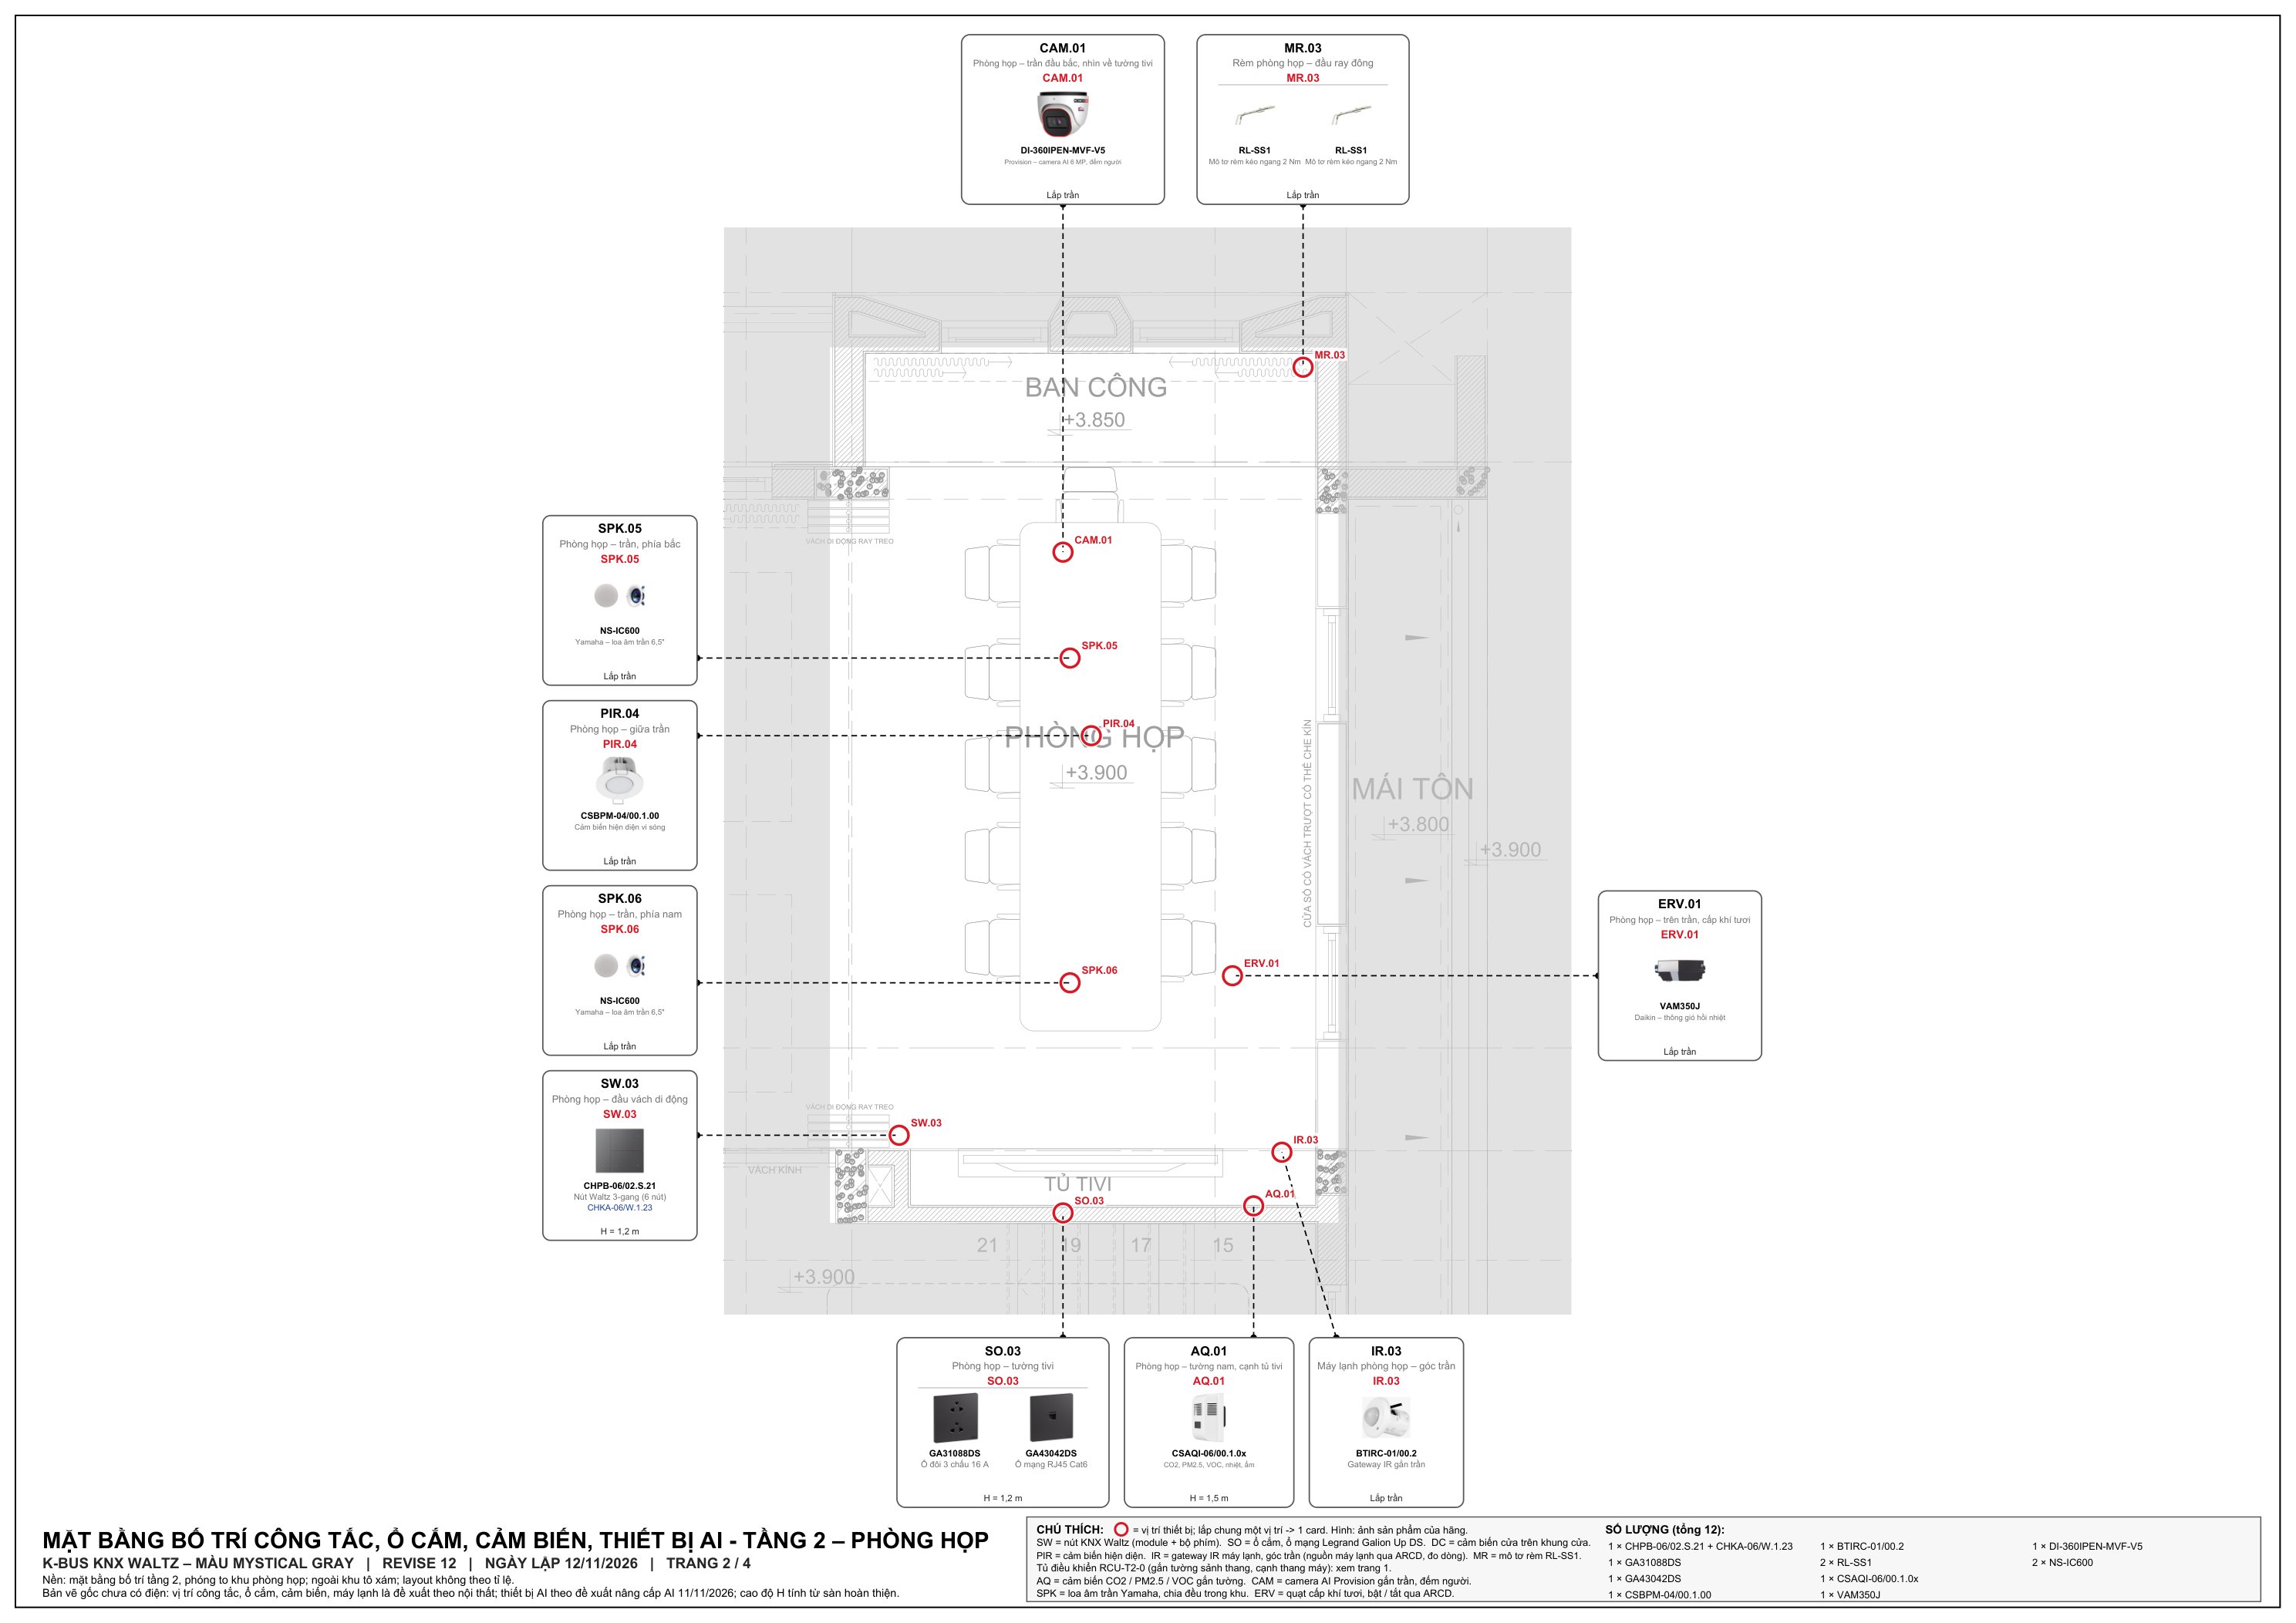 CAM.01
Phòng họp – trần đầu bắc, nhìn về tường tivi
CAM.01
DI-360IPEN-MVF-V5
Provision – camera AI 6 MP, đếm người
Lắp trần
MR.03
Rèm phòng họp – đầu ray đông
MR.03
RL-SS1 RL-SS1
Mô tơ rèm kéo ngang 2 Nm Mô tơ rèm kéo ngang 2 Nm
Lắp trần
MR.03
BAN CÔNG
+3.850
VÁCH DI ĐỘNG RAY TREO
CAM.01
SPK.05
Phòng họp – trần, phía bắc
SPK.05
NS-IC600
Yamaha – loa âm trần 6,5"
Lắp trần
SPK.05
PIR.04
Phòng họp – giữa trần
PIR.04
CSBPM-04/00.1.00
Cảm biến hiện diện vi sóng
Lắp trần
PIR.04
PHÒNG HỌP
+3.900
CỬA SỔ CÓ VÁCH TRƯỢT CÓ THỂ CHE KÍN
MÁI TÔN
+3.800
+3.900
SPK.06
Phòng họp – trần, phía nam
SPK.06
NS-IC600
Yamaha – loa âm trần 6,5"
Lắp trần
SPK.06
ERV.01
ERV.01
Phòng họp – trên trần, cấp khí tươi
ERV.01
VAM350J
Daikin – thông gió hồi nhiệt
Lắp trần
SW.03
Phòng họp – đầu vách di động
SW.03
CHPB-06/02.S.21
Nút Waltz 3-gang (6 nút)
CHKA-06/W.1.23
H = 1,2 m
VÁCH DI ĐỘNG RAY TREO
SW.03
IR.03
VÁCH KÍNH
TỦ TIVI
SO.03
AQ.01
21 19 17 15
+3.900
SO.03
Phòng họp – tường tivi
SO.03
GA31088DS GA43042DS
Ổ đôi 3 chấu 16 A Ổ mạng RJ45 Cat6
H = 1,2 m
AQ.01
Phòng họp – tường nam, cạnh tủ tivi
AQ.01
CSAQI-06/00.1.0x
CO2, PM2.5, VOC, nhiệt, ẩm
H = 1,5 m
IR.03
Máy lạnh phòng họp – góc trần
IR.03
BTIRC-01/00.2
Gateway IR gắn trần
Lắp trần
MẶT BẰNG BỐ TRÍ CÔNG TẮC, Ổ CẮM, CẢM BIẾN, THIẾT BỊ AI - TẦNG 2 – PHÒNG HỌP
K-BUS KNX WALTZ – MÀU MYSTICAL GRAY | REVISE 12 | NGÀY LẬP 12/11/2026 | TRANG 2 / 4
Nền: mặt bằng bố trí tầng 2, phóng to khu phòng họp; ngoài khu tô xám; layout không theo tỉ lệ.
Bản vẽ gốc chưa có điện: vị trí công tắc, ổ cắm, cảm biến, máy lạnh là đề xuất theo nội thất; thiết bị AI theo đề xuất nâng cấp AI 11/11/2026; cao độ H tính từ sàn hoàn thiện.
CHÚ THÍCH: = vị trí thiết bị; lắp chung một vị trí -> 1 card. Hình: ảnh sản phẩm của hãng.
SW = nút KNX Waltz (module + bộ phím). SO = ổ cắm, ổ mạng Legrand Galion Up DS. DC = cảm biến cửa trên khung cửa.
PIR = cảm biến hiện diện. IR = gateway IR máy lạnh, góc trần (nguồn máy lạnh qua ARCD, đo dòng). MR = mô tơ rèm RL-SS1.
Tủ điều khiển RCU-T2-0 (gắn tường sảnh thang, cạnh thang máy): xem trang 1.
AQ = cảm biến CO2 / PM2.5 / VOC gắn tường. CAM = camera AI Provision gắn trần, đếm người.
SPK = loa âm trần Yamaha, chia đều trong khu. ERV = quạt cấp khí tươi, bật / tắt qua ARCD.
SỐ LƯỢNG (tổng 12):
1 × CHPB-06/02.S.21 + CHKA-06/W.1.23
1 × GA31088DS
1 × GA43042DS
1 × CSBPM-04/00.1.00
1 × BTIRC-01/00.2
2 × RL-SS1
1 × CSAQI-06/00.1.0x
1 × VAM350J
1 × DI-360IPEN-MVF-V5
2 × NS-IC600